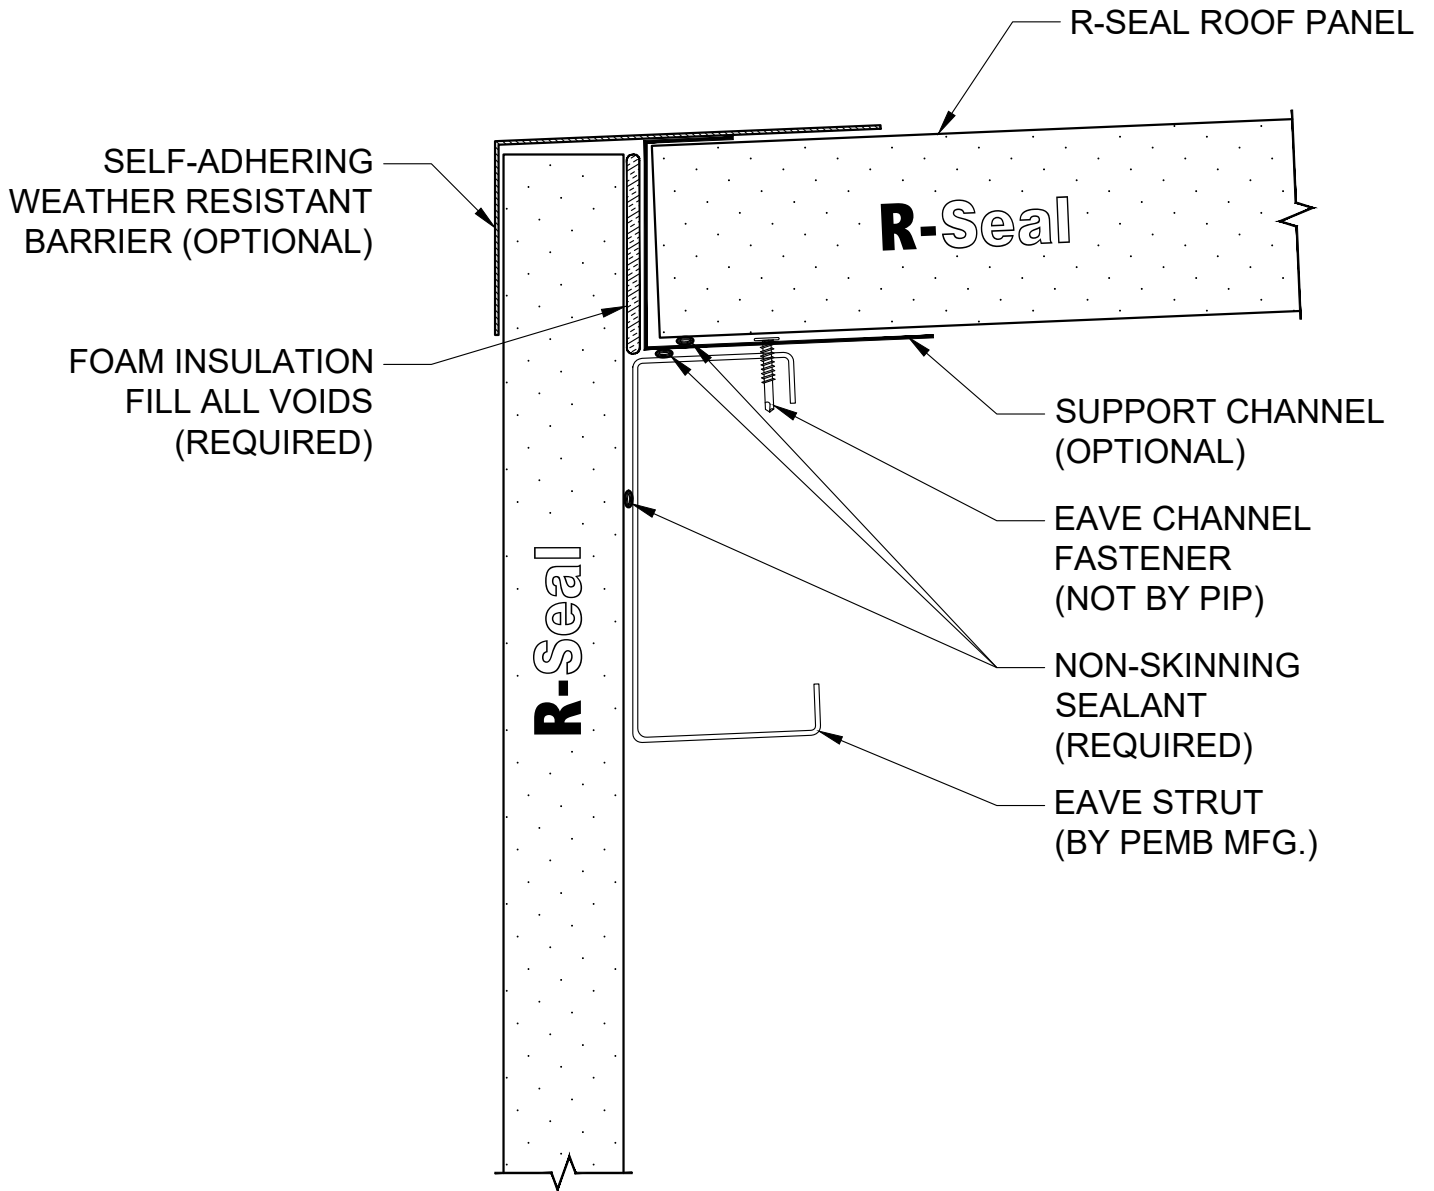 R-SEAL ROOF PANEL
SELF-ADHERING
WEATHER RESISTANT
BARRIER (OPTIONAL)
R-Seal
FOAM INSULATION
FILL ALL VOIDS
(REQUIRED)
SUPPORT CHANNEL
(OPTIONAL)
EAVE CHANNEL
FASTENER
(NOT BY PIP)
R-Seal
NON-SKINNING
SEALANT
(REQUIRED)
EAVE STRUT
(BY PEMB MFG.)